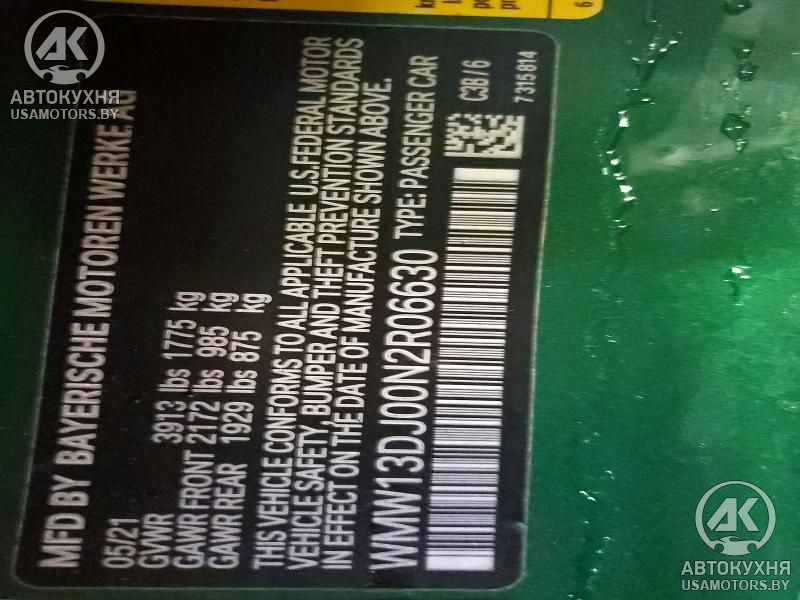 MFD BY BAYERISCHE MOTOREN WERKE AG
05/21
GVWR 3913 lbs 1775 kg
GAWR FRONT 2172 lbs 985 kg
GAWR REAR 1929 lbs 875 kg
THIS VEHICLE CONFORMS TO ALL APPLICABLE U.S.FEDERAL MOTOR
VEHICLE SAFETY, BUMPER AND THEFT PREVENTION STANDARDS
IN EFFECT ON THE DATE OF MANUFACTURE SHOWN ABOVE.
WMW13DJ00N2R06630 TYPE: PASSENGER CAR
C3B/6
7315814
АК
АВТОКУХНЯ
USAMOTORS.BY
АК
АВТОКУХНЯ
USAMOTORS.BY